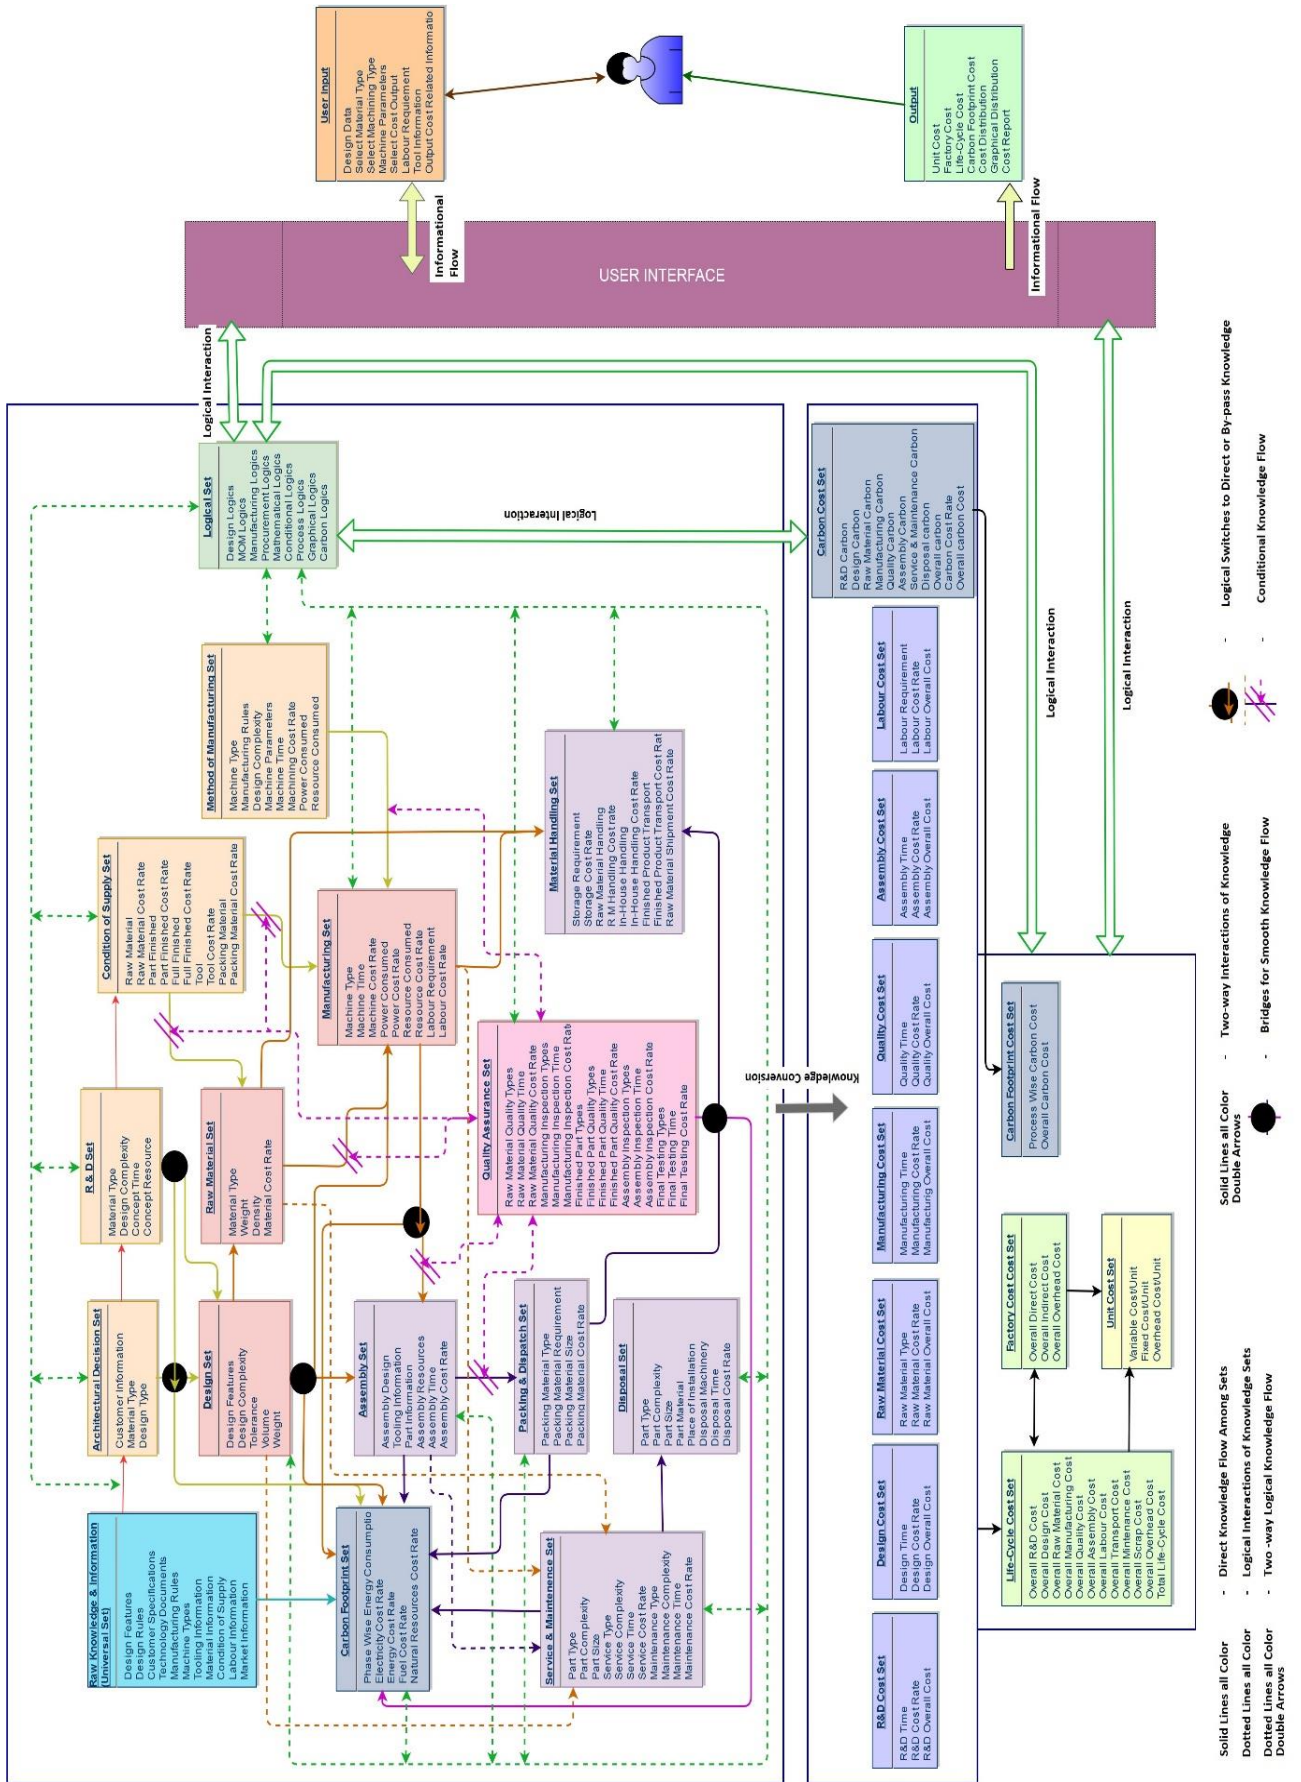 Raw Knowledge & Information
(Universal Set)
Design Features
Design Rules
Customer Specifications
Technology Documents
Manufacturing Rules
Machine Types
Tooling Information
Material Information
Condition of Supply
Labour Information
Market Information
Architectural Decision Set
Customer Information
Material Type
Design Type
R & D Set
Material Type
Design Complexity
Concept Time
Concept Resource
Condition of Supply Set
Raw Material
Raw Material Cost Rate
Part Finished
Part Finished Cost Rate
Full Finished
Full Finished Cost Rate
Tool
Tool Cost Rate
Packing Material
Packing Material Cost Rate
Method of Manufacturing Set
Machine Type
Manufacturing Rules
Design Complexity
Machine Parameters
Machine Time
Machining Cost Rate
Power Consumed
Resource Consumed
Logical Set
Design Logics
MOM Logics
Manufacturing Logics
Procurement Logics
Mathematical Logics
Conditional Logics
Process Logics
Graphical Logics
Carbon Logics
Design Set
Design Features
Design Complexity
Tolerance
Volume
Weight
Raw Material Set
Material Type
Weight
Density
Material Cost Rate
Manufacturing Set
Machine Type
Machine Time
Machine Cost Rate
Power Consumed
Power Cost Rate
Resource Consumed
Resource Cost Rate
Labour Requirement
Labour Cost Rate
Carbon Footprint Set
Phase Wise Energy Consumptio
Electricity Cost Rate
Energy Cost Rate
Fuel Cost Rate
Natural Resources Cost Rate
Assembly Set
Assembly Design
Tooling Information
Part Information
Assembly Resources
Assembly Time
Assembly Cost Rate
Quality Assurance Set
Raw Material Quality Types
Raw Material Quality Time
Raw Material Quality Cost Rate
Manufacturing Inspection Types
Manufacturing Inspection Time
Manufacturing Inspection Cost Rat
Finished Part Types
Finished Part Quality Types
Finished Part Quality Time
Finished Part Quality Cost Rate
Assembly Inspection Types
Assembly Inspection Time
Assembly Inspection Cost Rate
Final Testing Types
Final Testing Time
Final Testing Cost Rate
Material Handling Set
Storage Requirement
Storage Cost Rate
Raw Material Handling
R M Handling Cost rate
In-House Handling
In-House Handling Cost Rate
Finished Product Transport
Finished Product Transport Cost Rat
Raw Material Shipment Cost Rate
Service & Maintenence Set
Part Type
Part Complexity
Part Size
Service Type
Service Complexity
Service Time
Service Cost Rate
Maintenance Type
Maintenance Complexity
Maintenance Time
Maintenance Cost Rate
Packing & Dispatch Set
Packing Material Type
Packing Material Requirement
Packing Material Size
Packing Material Cost Rate
Disposal Set
Part Type
Part Complexity
Part Size
Part Material
Place of Installation
Disposal Machinery
Disposal Time
Disposal Cost Rate
Knowledge Conversion
Logical Interaction
Logical Interaction
Logical Interaction
Logical Interaction
R&D Cost Set
R&D Time
R&D Cost Rate
R&D Overall Cost
Design Cost Set
Design Time
Design Cost Rate
Design Overall Cost
Raw Material Cost Set
Raw Material Type
Raw Material Cost Rate
Raw Material Overall Cost
Manufacturing Cost Set
Manufacturing Time
Manufacturing Cost Rate
Manufacturing Overall Cost
Quality Cost Set
Quality Time
Quality Cost Rate
Quality Overall Cost
Assembly Cost Set
Assembly Time
Assembly Cost Rate
Assembly Overall Cost
Labour Cost Set
Labour Requirement
Labour Cost Rate
Labour Overall Cost
Carbon Cost Set
R&D Carbon
Design Carbon
Raw Material Carbon
Manufacturing Carbon
Quality Carbon
Assembly Carbon
Service & Maintenance Carbon
Disposal carbon
Overall carbon
Carbon Cost Rate
Overall carbon Cost
Life-Cycle Cost Set
Overall R&D Cost
Overall Design Cost
Overall Raw Material Cost
Overall Manufacturing Cost
Overall Quality Cost
Overall Assembly Cost
Overall Labour Cost
Overall Transport Cost
Overall Mintenance Cost
Overall Scrap Cost
Overall Overhead Cost
Total Life-Cycle Cost
Factory Cost Cost Set
Overall Direct Cost
Overall Indirect Cost
Overall Overhead Cost
Unit Cost Set
Variable Cost/Unit
Fixed Cost/Unit
Overhead Cost/Unit
Carbon Footprint Cost Set
Process Wise Carbon Cost
Overall Carbon Cost
USER INTERFACE
Informational
Flow
Informational Flow
User Input
Design Data
Select Material Type
Select Machining Type
Machine Parameters
Select Cost Output
Labour Requiement
Tool Information
Output Cost Related Informatio
Output
Unit Cost
Factory Cost
Life-Cycle Cost
Carbon Footprint Cost
Cost Distribution
Graphical Distribution
Cost Report
Solid Lines all Color - Direct Knowledge Flow Among Sets
Dotted Lines all Color - Logical Interactions of Knowledge Sets
Dotted Lines all Color - Two -way Logical Knowledge Flow
Double Arrows
Solid Lines all Color - Two-way Interactions of Knowledge
Double Arrows
- Bridges for Smooth Knowledge Flow
- Logical Switches to Direct or By-pass Knowledge
- Conditional Knowledge Flow